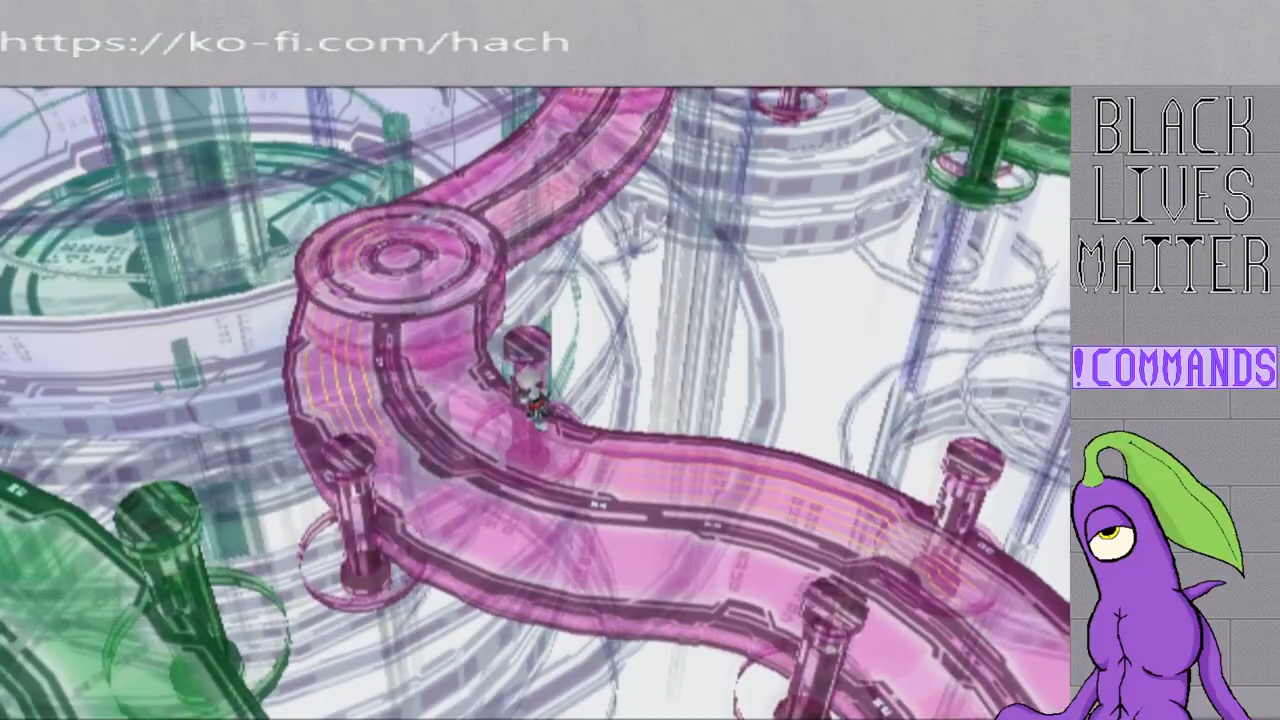 https://ko-fi.com/hach
BLACK
LIVES
MATTER
!COMMANDS